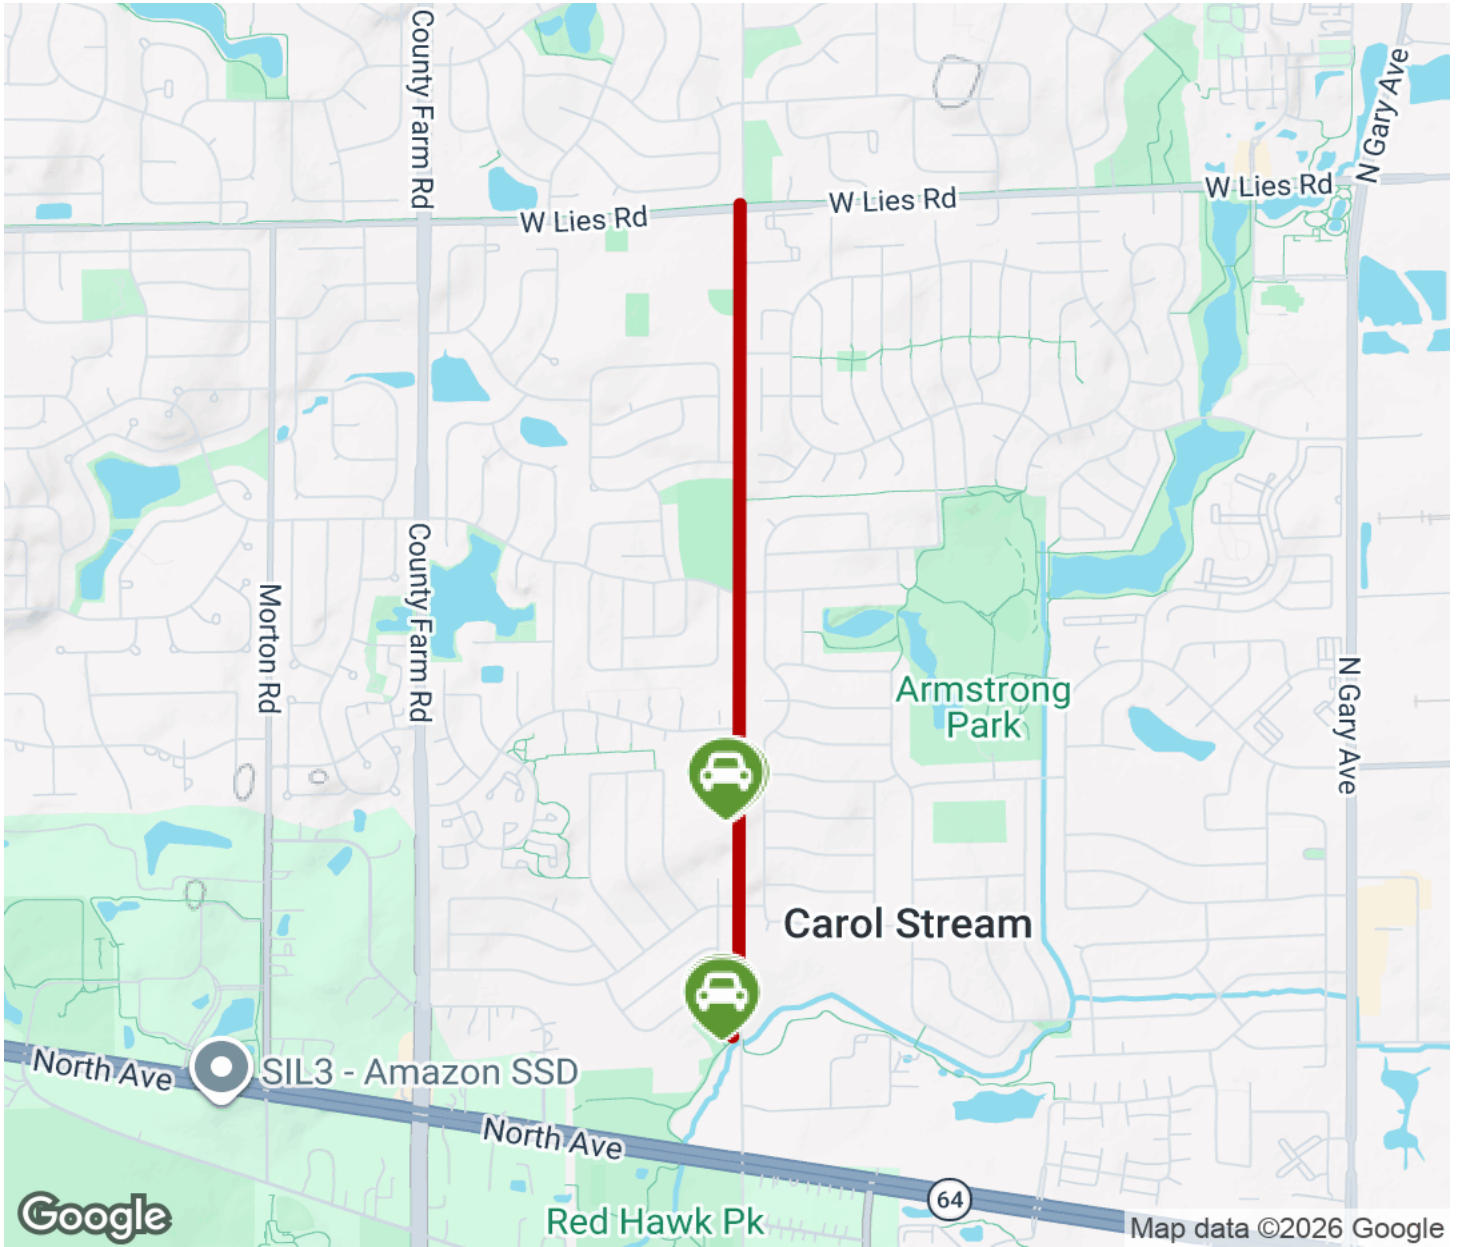 County Farm Rd
N Gary Ave
W Lies Rd
W Lies Rd
W Lies Rd
County Farm Rd
Morton Rd
Armstrong
Park
N Gary Ave
Carol Stream
North Ave
SIL3 - Amazon SSD
North Ave
64
Red Hawk Pk
Google
Map data ©2026 Google